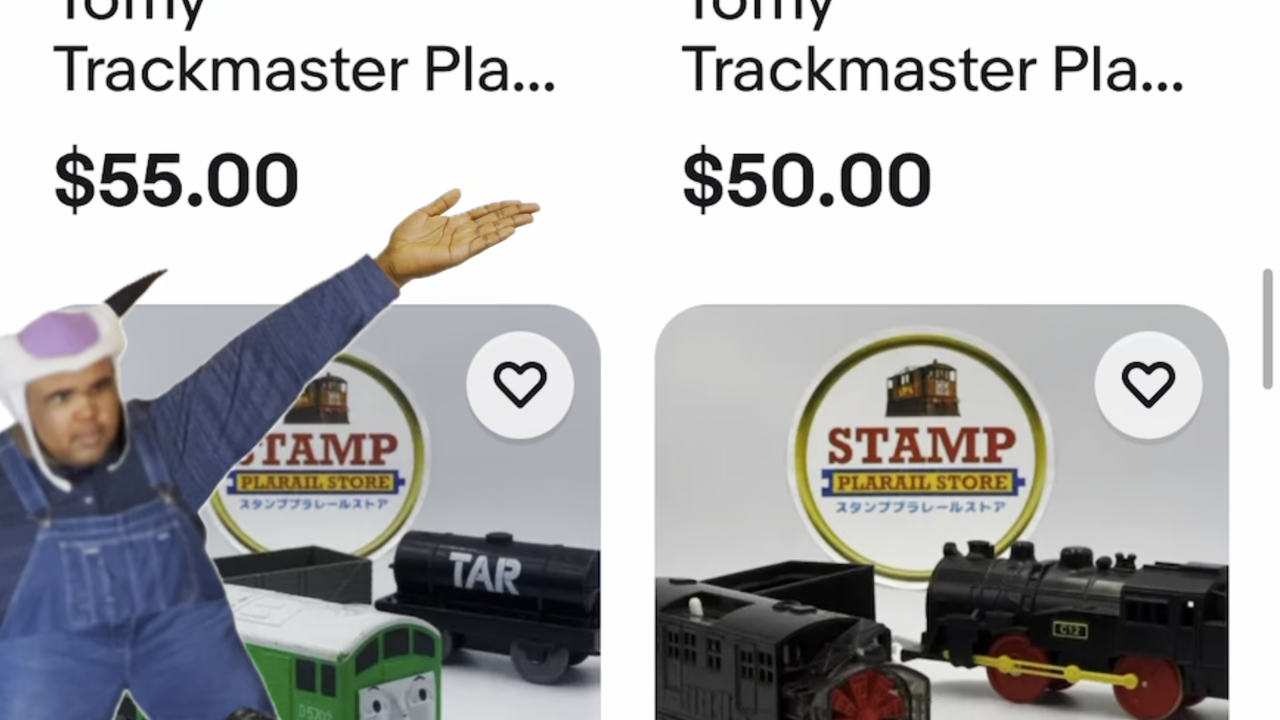 Tomy
Tomy
Trackmaster Pla...
Trackmaster Pla...
$55.00
$50.00
STAMP
PLARAIL STORE
スタンププラレールストア
TAR
D5702
STAMP
PLARAIL STORE
スタンププラレールストア
C12